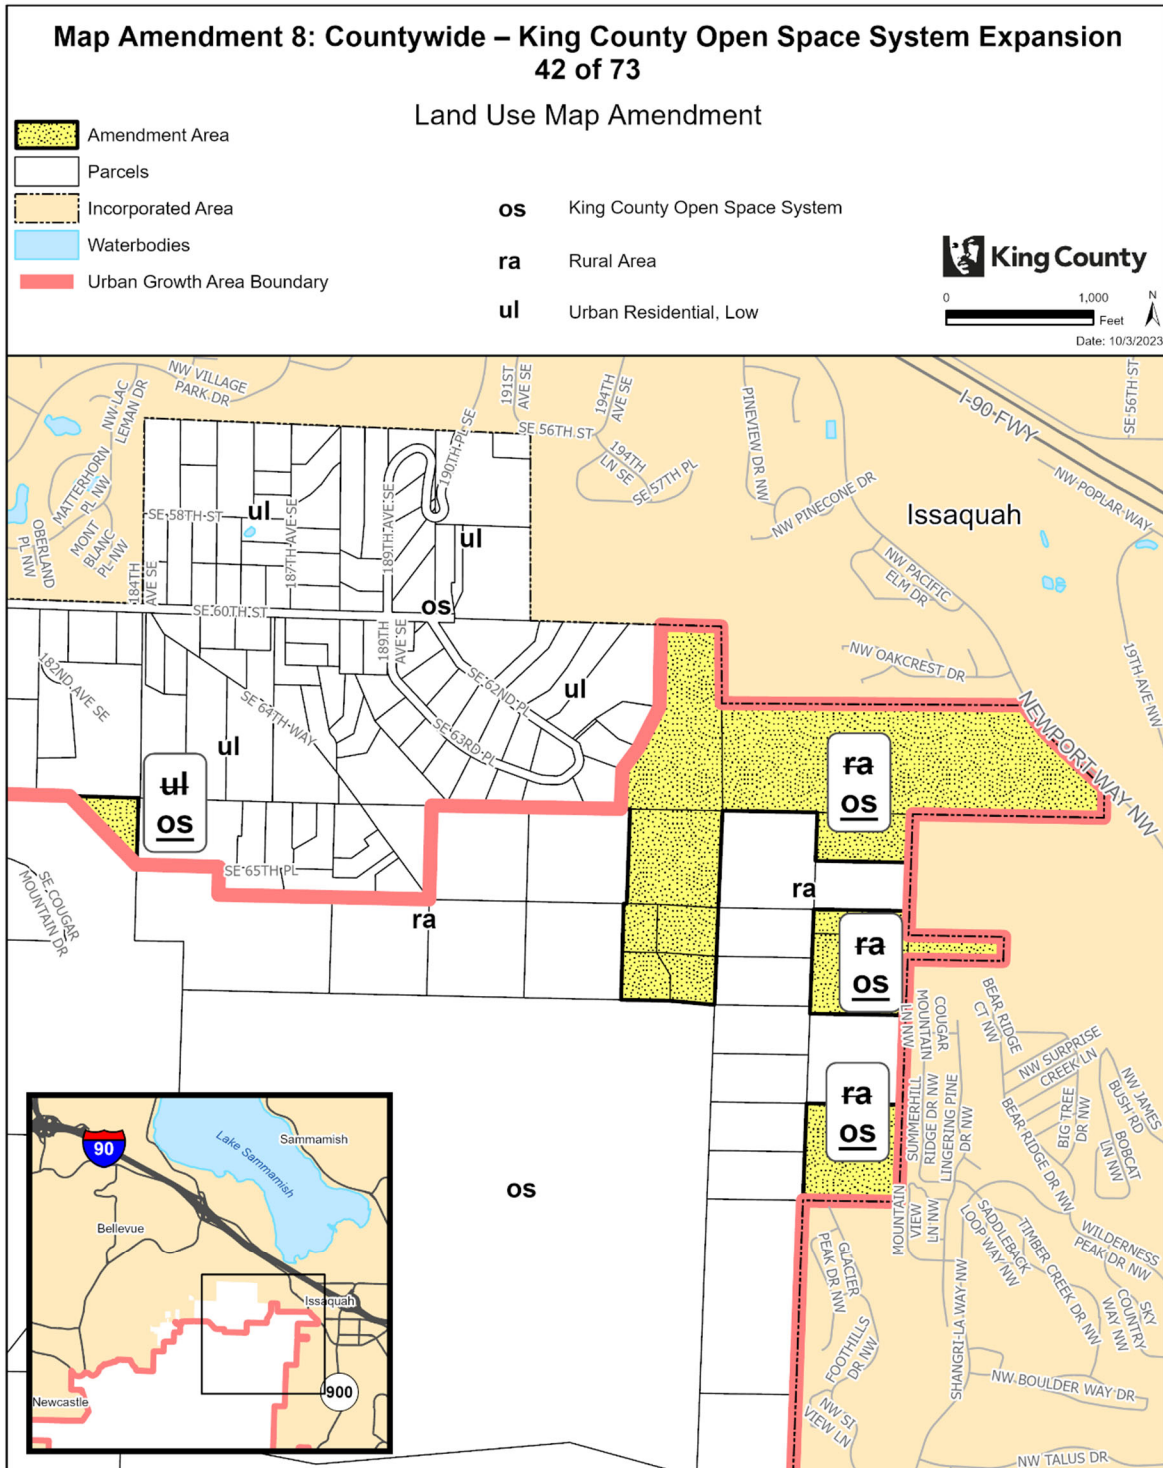 Map Amendment 8: Countywide – King County Open Space System Expansion
42 of 73
Land Use Map Amendment
Amendment Area
Parcels
Incorporated Area
Waterbodies
Urban Growth Area Boundary
os King County Open Space System
ra Rural Area
ul Urban Residential, Low
King County
0 1,000
Feet
N
Date: 10/3/2023
NW VILLAGE
PARK DR
NW LAC
LEMAN DR
MATTERHORN
PL NW
MONT
BLANC
PL NW
OBERLAND
PL NW
184TH
AVE SE
SE 58TH ST
ul
187TH AVE SE
189TH AVE SE
190TH PL SE
191ST
AVE SE
194TH
AVE SE
SE 56TH ST
194TH
LN SE
SE 57TH PL
PINEVIEW DR NW
NW PINECONE DR
I-90 FWY
SE 56TH ST
NW POPLAR WAY
Issaquah
NW PACIFIC
ELM DR
NW OAKCREST DR
19TH AVE NW
NEWPORT WAY NW
ul
os
SE 60TH ST
189TH
AVE SE
182ND AVE SE
SE 64TH WAY
SE 62ND PL
SE 63RD PL
ul
ul
ul
os
SE 65TH PL
SE COUGAR
MOUNTAIN DR
ra
ra
os
ra
ra
os
ra
os
os
COUGAR
MOUNTAIN
LN NW
BEAR RIDGE
CT NW
NW SURPRISE
CREEK LN
NW JAMES
BUSH RD
BIG TREE
DR NW
BOBCAT
LN NW
SUMMERHILL
RIDGE DR NW
LINGERING PINE
DR NW
BEAR RIDGE DR NW
MOUNTAIN
VIEW
LN NW
SADDLEBACK
LOOP WAY NW
TIMBER CREEK DR NW
WILDERNESS
PEAK DR NW
SKY
COUNTRY
WAY NW
GLACIER
PEAK DR NW
SHANGRI-LA WAY NW
FOOTHILLS
DR NW
NW BOULDER WAY DR
NW SI
VIEW LN
NW TALUS DR
90
Lake Sammamish
Sammamish
Bellevue
Issaquah
Newcastle
900